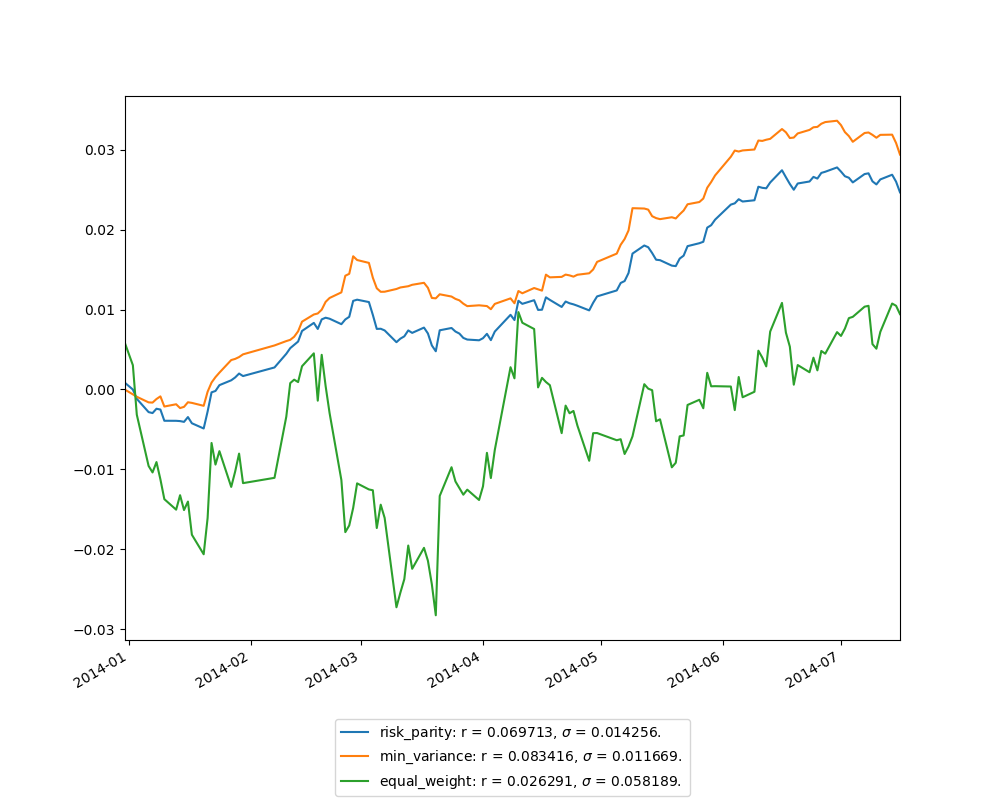 0.03
0.02
0.01
0.00
−0.01
−0.02
−0.03
2014-01 2014-02 2014-03 2014-04 2014-05 2014-06 2014-07
risk_parity: r = 0.069713, σ = 0.014256.
min_variance: r = 0.083416, σ = 0.011669.
equal_weight: r = 0.026291, σ = 0.058189.